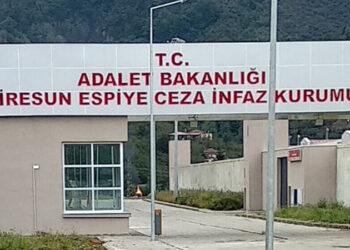 T.C.
ADALET BAKANLIĞI
İRESUN ESPİYE CEZA İNFAZ KURUMU